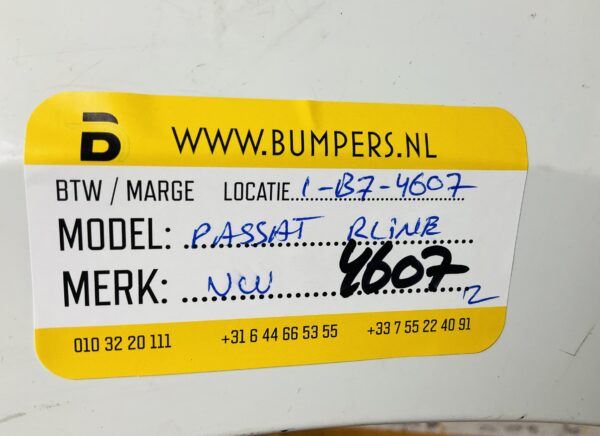 WWW.BUMPERS.NL
BTW / MARGE LOCATIE 1-B7-4607
MODEL: PASSAT RLINE
MERK: VW 4607 2
010 32 20 111 +31 6 44 66 53 55 +33 7 55 22 40 91